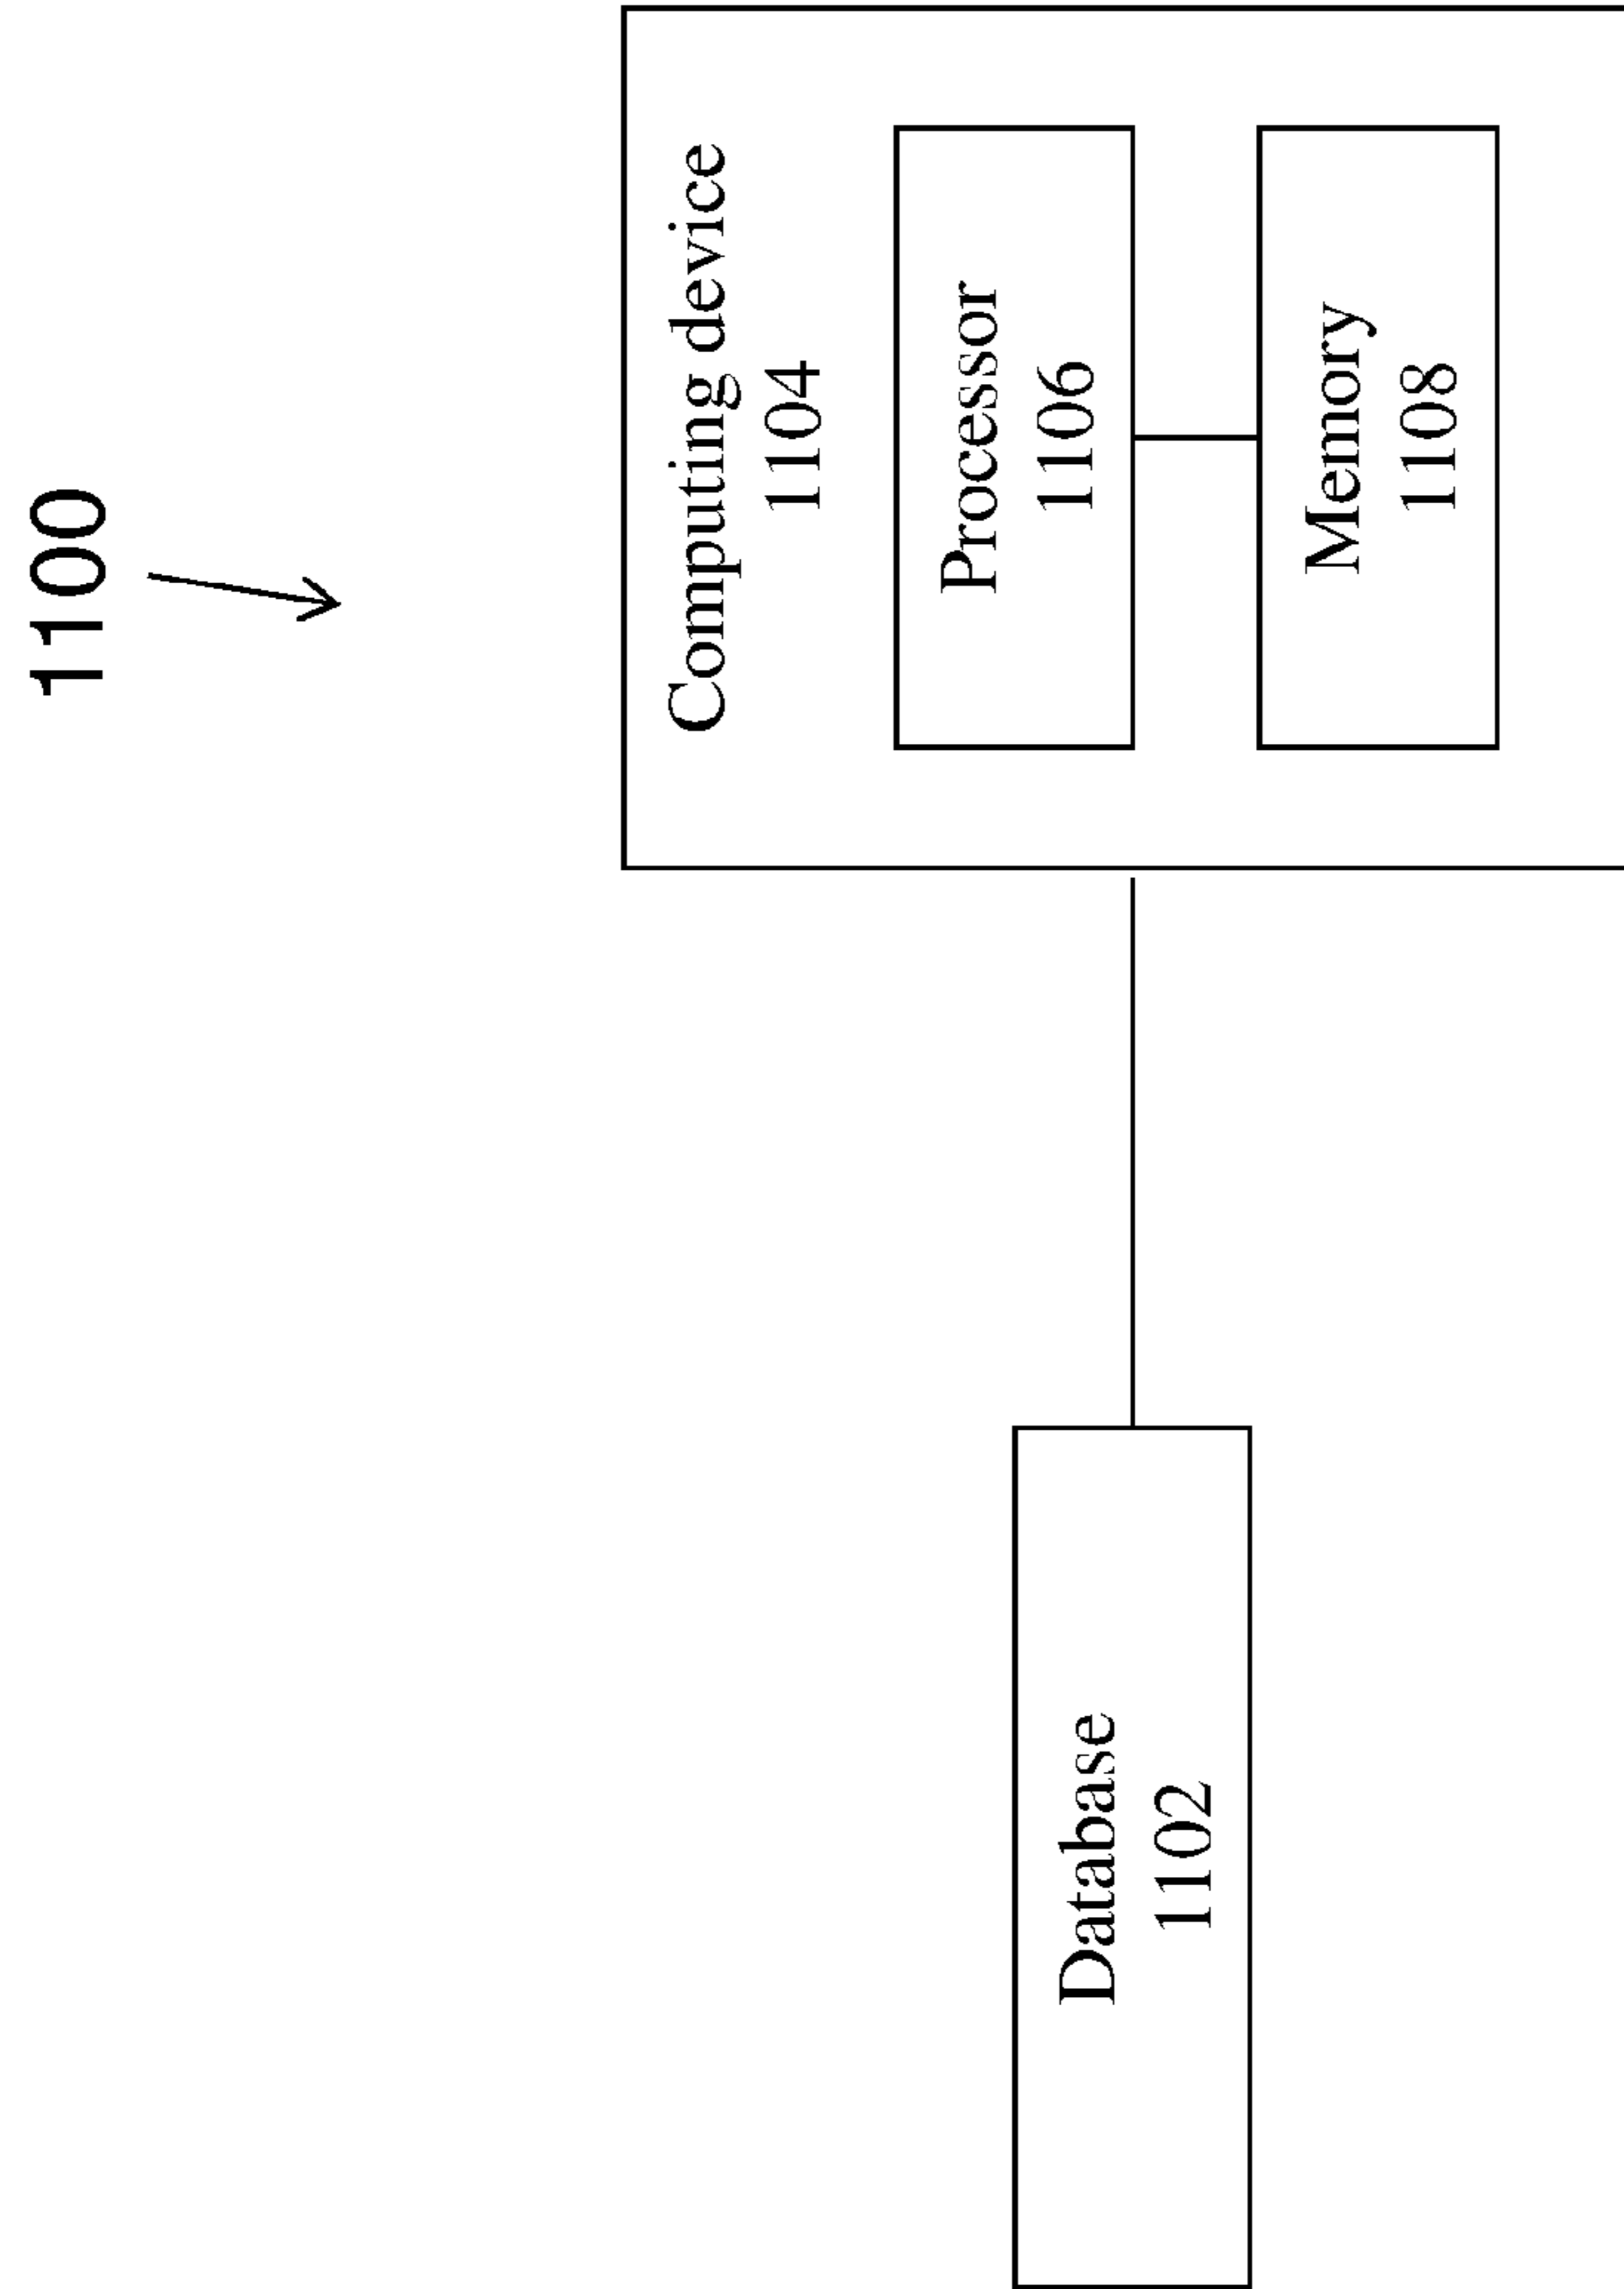 1100
Database
1102
Computing device
1104
Processor
1106
Memory
1108